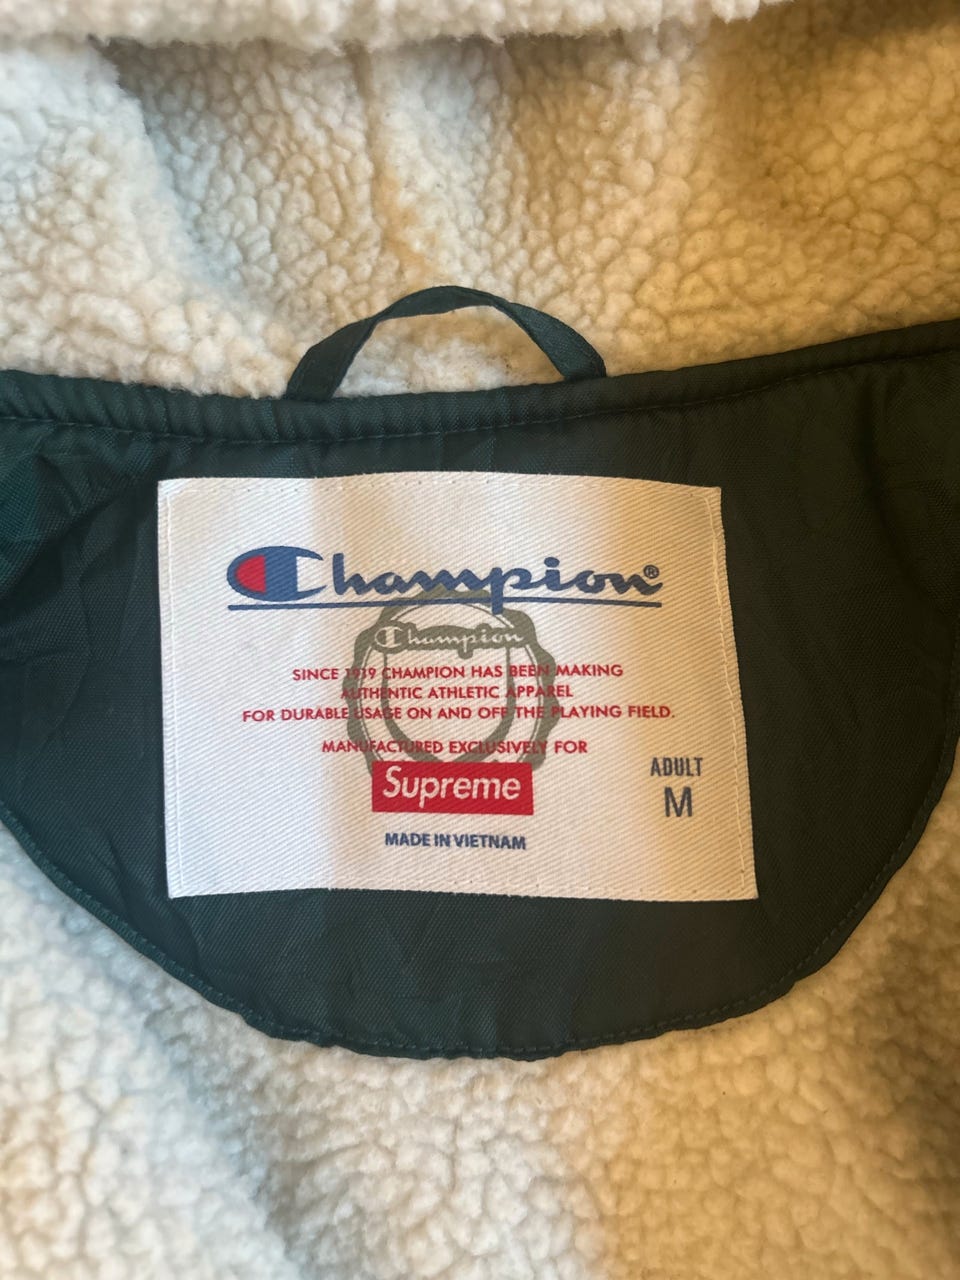 Champion®
Champion
SINCE 1919 CHAMPION HAS BEEN MAKING
AUTHENTIC ATHLETIC APPAREL
FOR DURABLE USAGE ON AND OFF THE PLAYING FIELD.
MANUFACTURED EXCLUSIVELY FOR
Supreme
ADULT
M
MADE IN VIETNAM